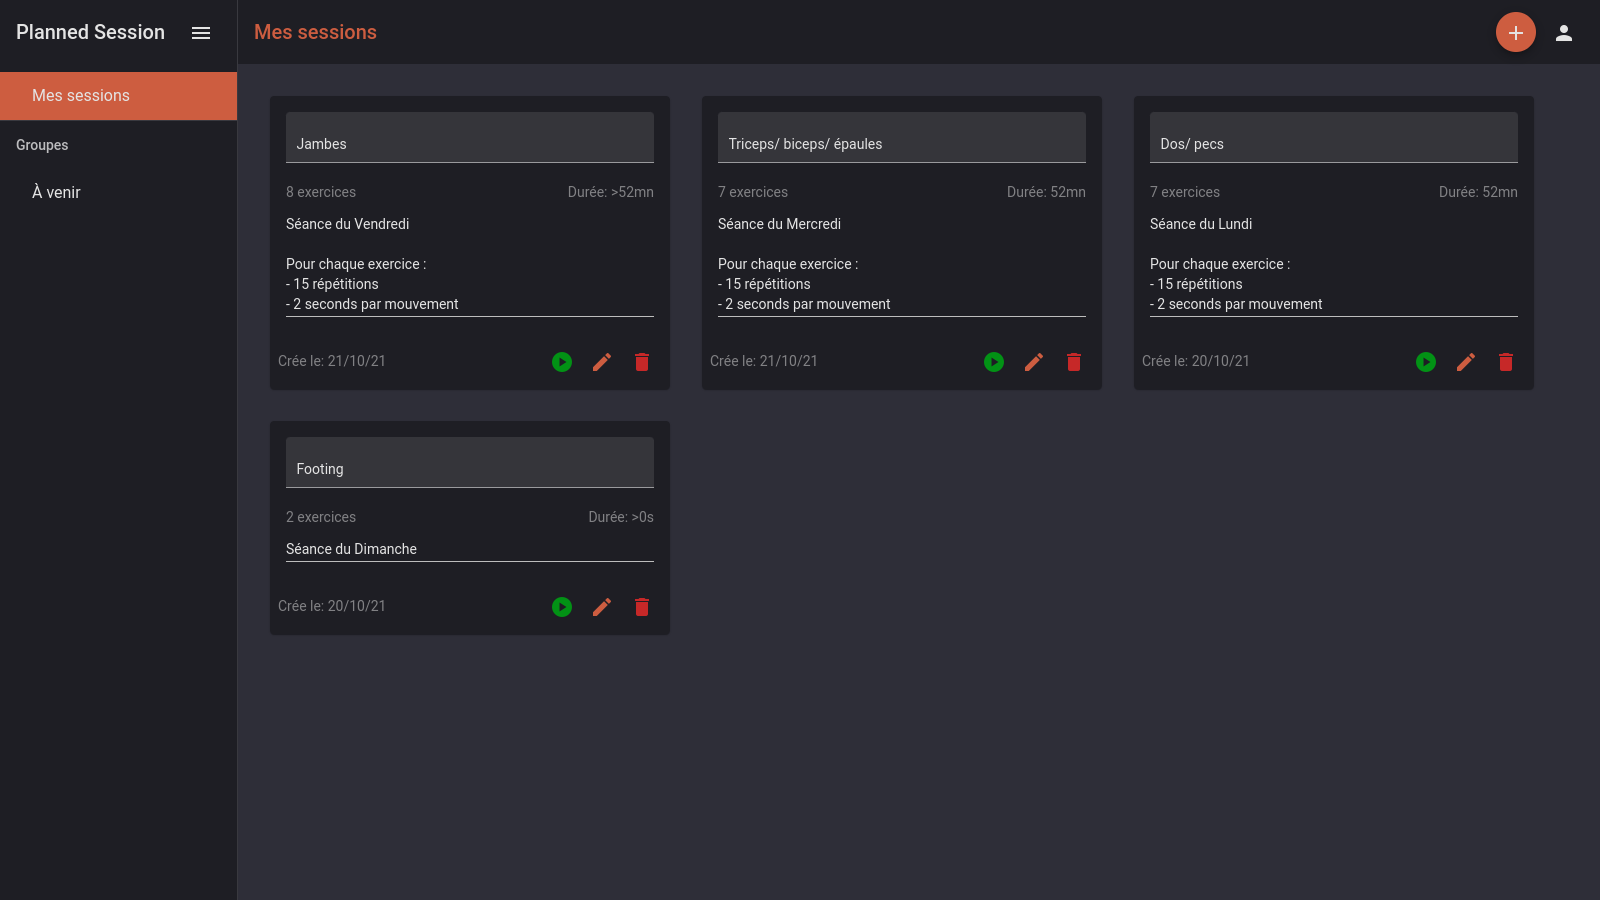 Planned Session
Mes sessions
Mes sessions
Groupes
À venir
Jambes
8 exercices
Durée: >52mn
Séance du Vendredi
Pour chaque exercice :
- 15 répétitions
- 2 seconds par mouvement
Crée le: 21/10/21
Triceps/ biceps/ épaules
7 exercices
Durée: 52mn
Séance du Mercredi
Pour chaque exercice :
- 15 répétitions
- 2 seconds par mouvement
Crée le: 21/10/21
Dos/ pecs
7 exercices
Durée: 52mn
Séance du Lundi
Pour chaque exercice :
- 15 répétitions
- 2 seconds par mouvement
Crée le: 20/10/21
Footing
2 exercices
Durée: >0s
Séance du Dimanche
Crée le: 20/10/21